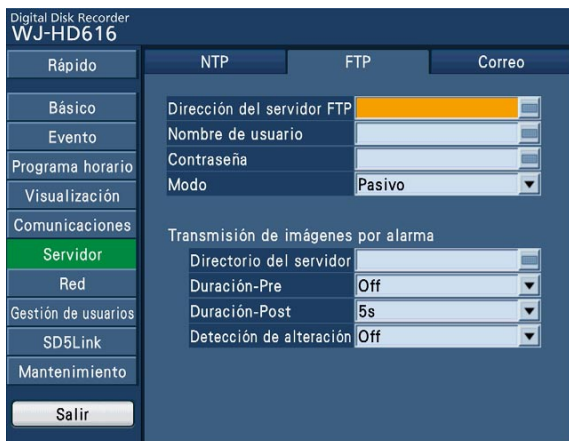 Digital Disk Recorder
WJ-HD616
Rápido
Básico
Evento
Programa horario
Visualización
Comunicaciones
Servidor
Red
Gestión de usuarios
SD5Link
Mantenimiento
Salir
NTP FTP Correo
Dirección del servidor FTP
Nombre de usuario
Contraseña
Modo Pasivo
Transmisión de imágenes por alarma
Directorio del servidor
Duración-Pre Off
Duración-Post 5s
Detección de alteración Off